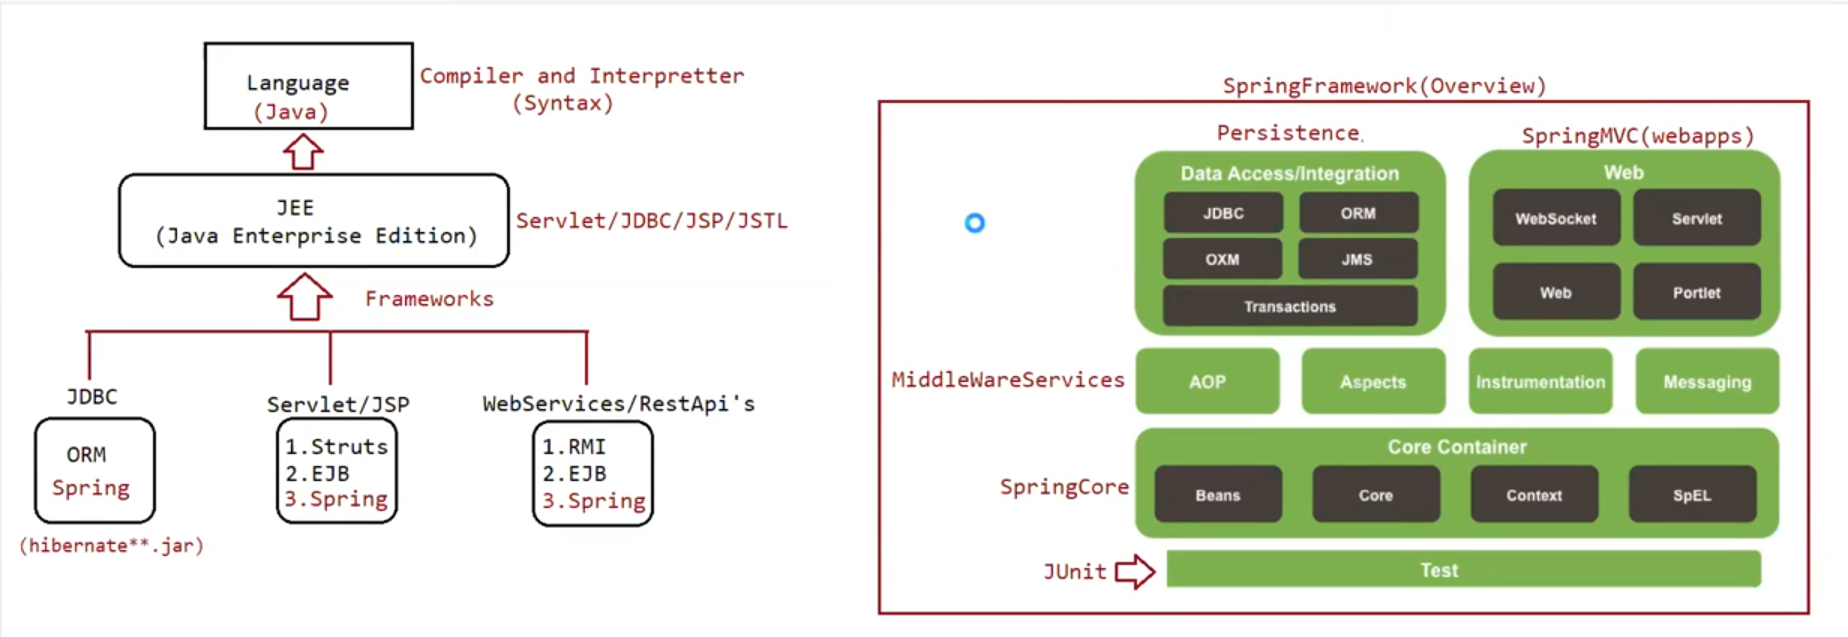 Language
(Java)
Compiler and Interpretter
(Syntax)
JEE
(Java Enterprise Edition)
Servlet/JDBC/JSP/JSTL
Frameworks
JDBC
ORM
Spring
(hibernate**.jar)
Servlet/JSP
1.Struts
2.EJB
3.Spring
WebServices/RestApi's
1.RMI
2.EJB
3.Spring
SpringFramework(Overview)
Persistence.
Data Access/Integration
JDBC
ORM
OXM
JMS
Transactions
SpringMVC(webapps)
Web
WebSocket
Servlet
Web
Portlet
MiddleWareServices
AOP
Aspects
Instrumentation
Messaging
SpringCore
Core Container
Beans
Core
Context
SpEL
JUnit
Test